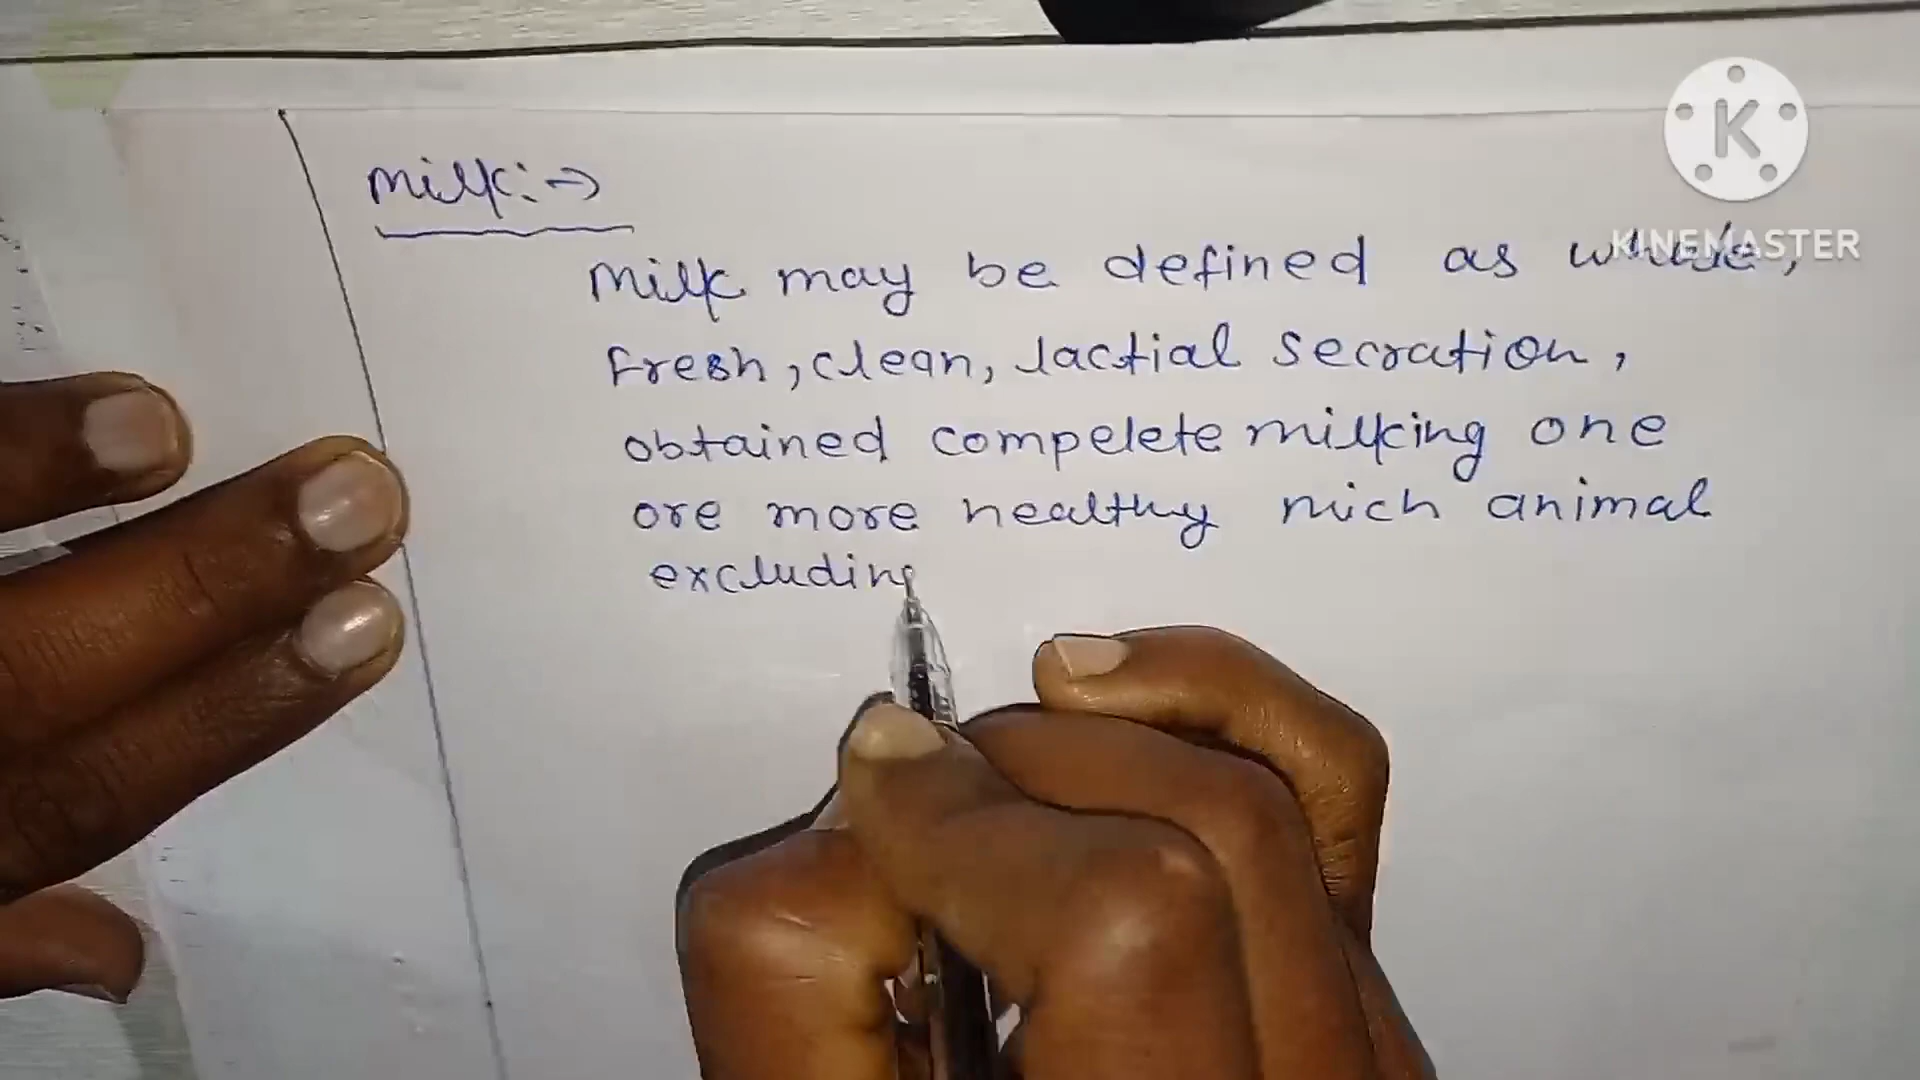 Milk:→
Milk may be defined as whole,
Fresh, clean, lactial secration,
obtained compelete milking one
ore more healthy mich animal
excluding
K
KINEMASTER